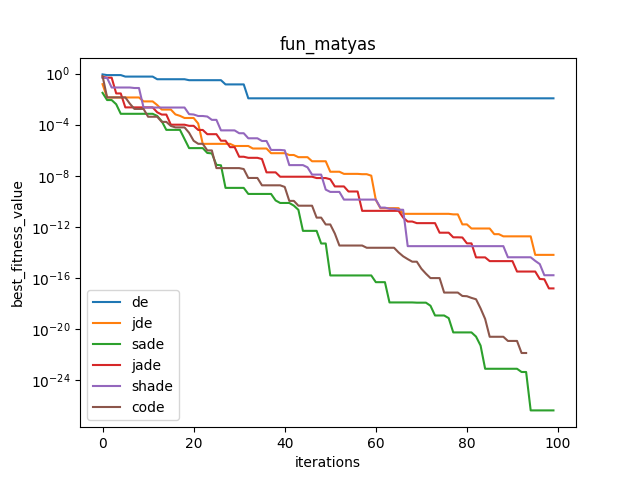 fun_matyas
best_fitness_value
10^0
10^-4
10^-8
10^-12
10^-16
10^-20
10^-24
de
jde
sade
jade
shade
code
0 20 40 60 80 100
iterations